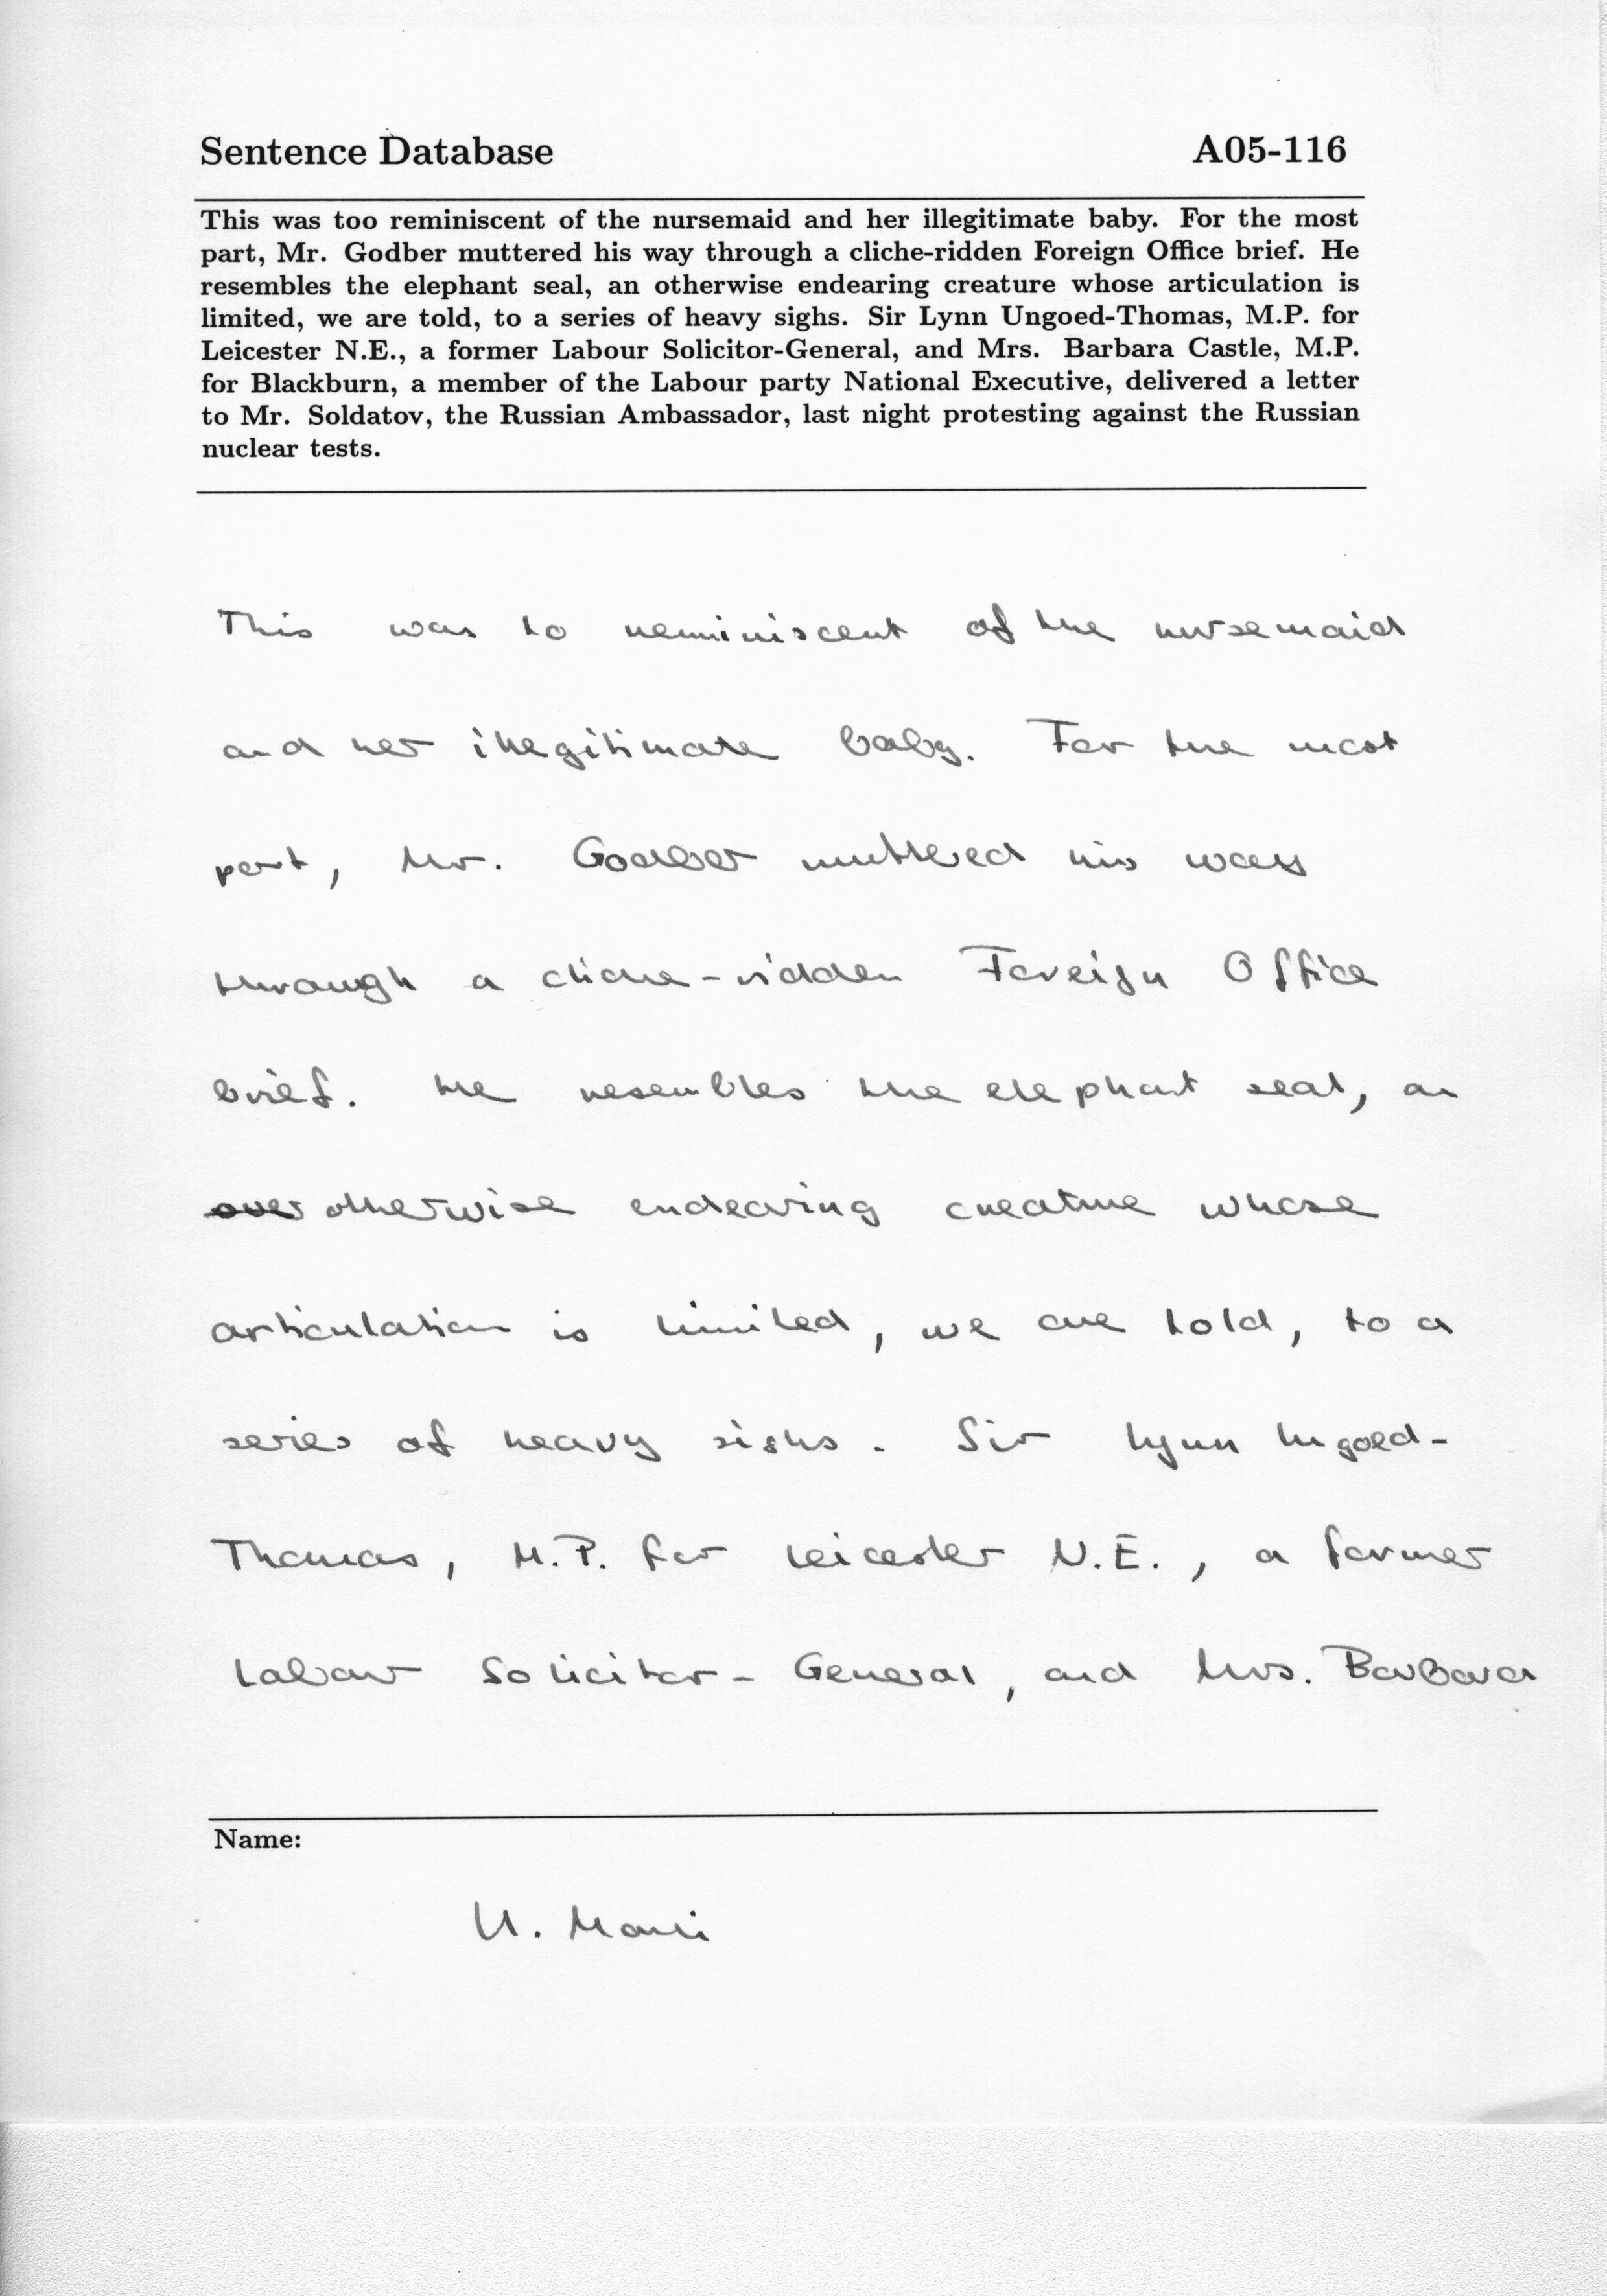 Sentence Database A05-116
This was too reminiscent of the nursemaid and her illegitimate baby. For the most
part, Mr. Godber muttered his way through a cliche-ridden Foreign Office brief. He
resembles the elephant seal, an otherwise endearing creature whose articulation is
limited, we are told, to a series of heavy sighs. Sir Lynn Ungoed-Thomas, M.P. for
Leicester N.E., a former Labour Solicitor-General, and Mrs. Barbara Castle, M.P.
for Blackburn, a member of the Labour party National Executive, delivered a letter
to Mr. Soldatov, the Russian Ambassador, last night protesting against the Russian
nuclear tests.
This was to reminiscent of the nursemaid
and her illegitimate baby. For the most
part, Mr. Godber muttered his way
through a cliche-ridden Foreign Office
brief. He resembles the elephant seal, an
otherwise endearing creature whose
articulation is limited, we are told, to a
series of heavy sighs. Sir Lynn Ungoed-
Thomas, M.P. for Leicester N.E., a former
Labour Solicitor-General, and Mrs. Barbara
Name:
U.